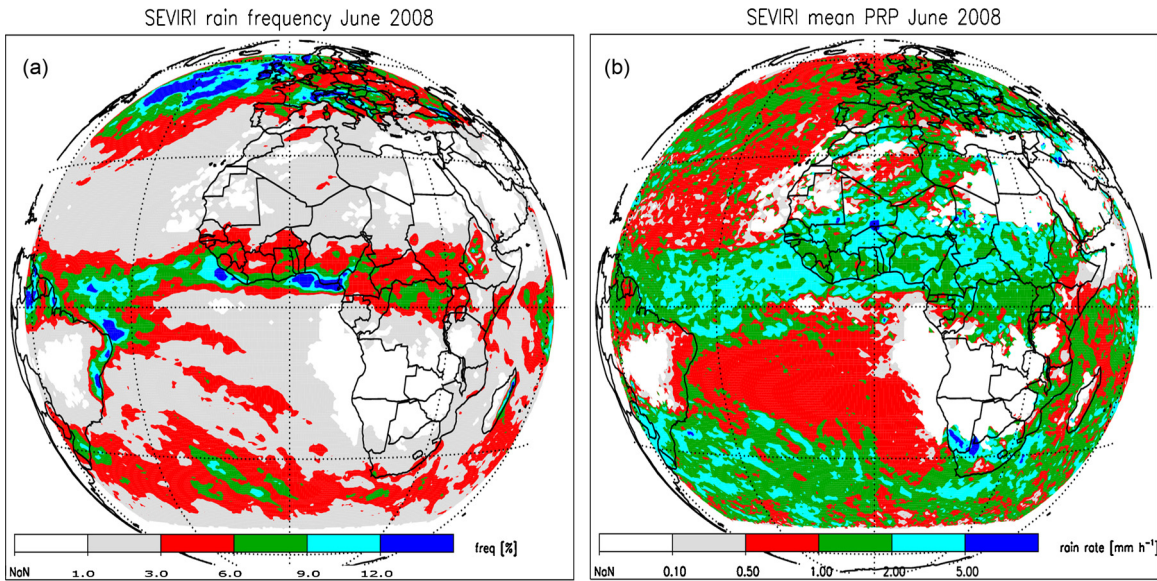 SEVIRI rain frequency June 2008
(a)
NaN 1.0 3.0 6.0 9.0 12.0 freq [%]
SEVIRI mean PRP June 2008
(b)
NaN 0.10 0.50 1.00 2.00 5.00 rain rate [mm h⁻¹]